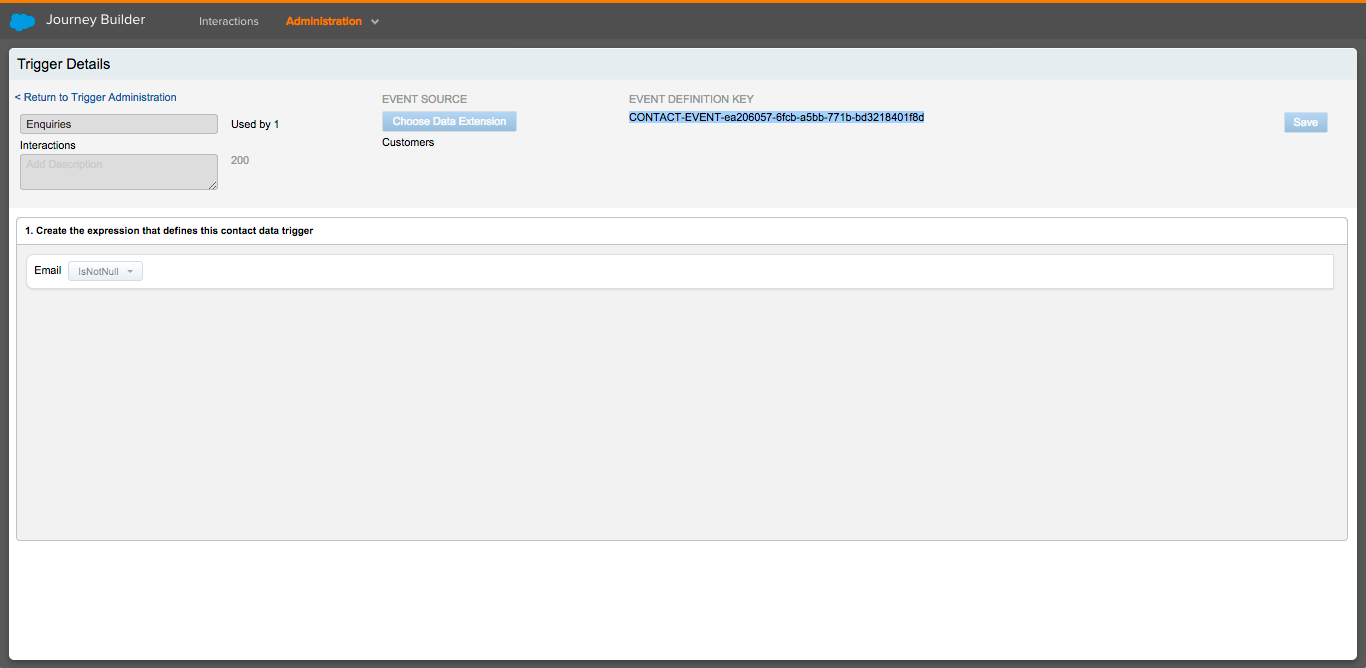 Journey Builder
Interactions
Administration
Trigger Details
< Return to Trigger Administration
Enquiries
Used by 1
Interactions
Add Description
200
EVENT SOURCE
Choose Data Extension
Customers
EVENT DEFINITION KEY
CONTACT-EVENT-ea206057-6fcb-a5bb-771b-bd3218401f8d
Save
1. Create the expression that defines this contact data trigger
Email
IsNotNull